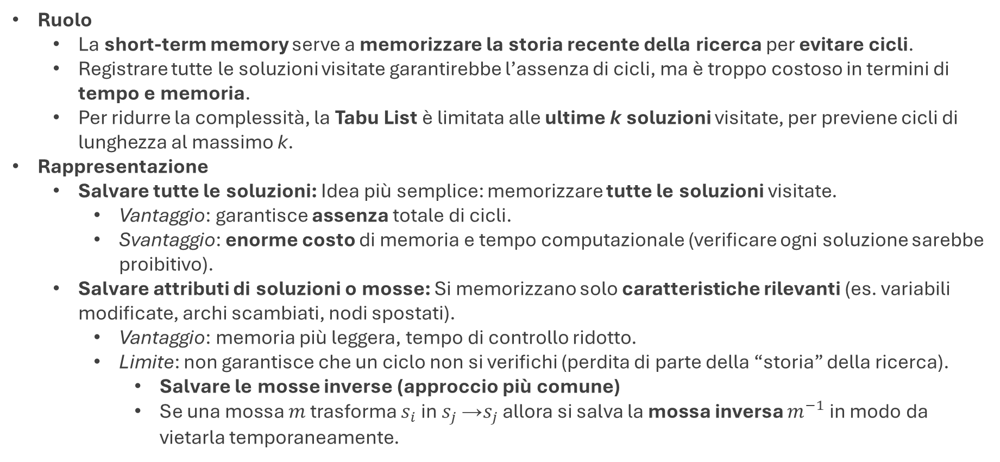 • Ruolo
• La short-term memory serve a memorizzare la storia recente della ricerca per evitare cicli.
• Registrare tutte le soluzioni visitate garantirebbe l’assenza di cicli, ma è troppo costoso in termini di
tempo e memoria.
• Per ridurre la complessità, la Tabu List è limitata alle ultime k soluzioni visitate, per previene cicli di
lunghezza al massimo k.
• Rappresentazione
• Salvare tutte le soluzioni: Idea più semplice: memorizzare tutte le soluzioni visitate.
• Vantaggio: garantisce assenza totale di cicli.
• Svantaggio: enorme costo di memoria e tempo computazionale (verificare ogni soluzione sarebbe
proibitivo).
• Salvare attributi di soluzioni o mosse: Si memorizzano solo caratteristiche rilevanti (es. variabili
modificate, archi scambiati, nodi spostati).
• Vantaggio: memoria più leggera, tempo di controllo ridotto.
• Limite: non garantisce che un ciclo non si verifichi (perdita di parte della “storia” della ricerca).
• Salvare le mosse inverse (approccio più comune)
• Se una mossa m trasforma s_i in s_j →s_j allora si salva la mossa inversa m⁻¹ in modo da
vietarla temporaneamente.